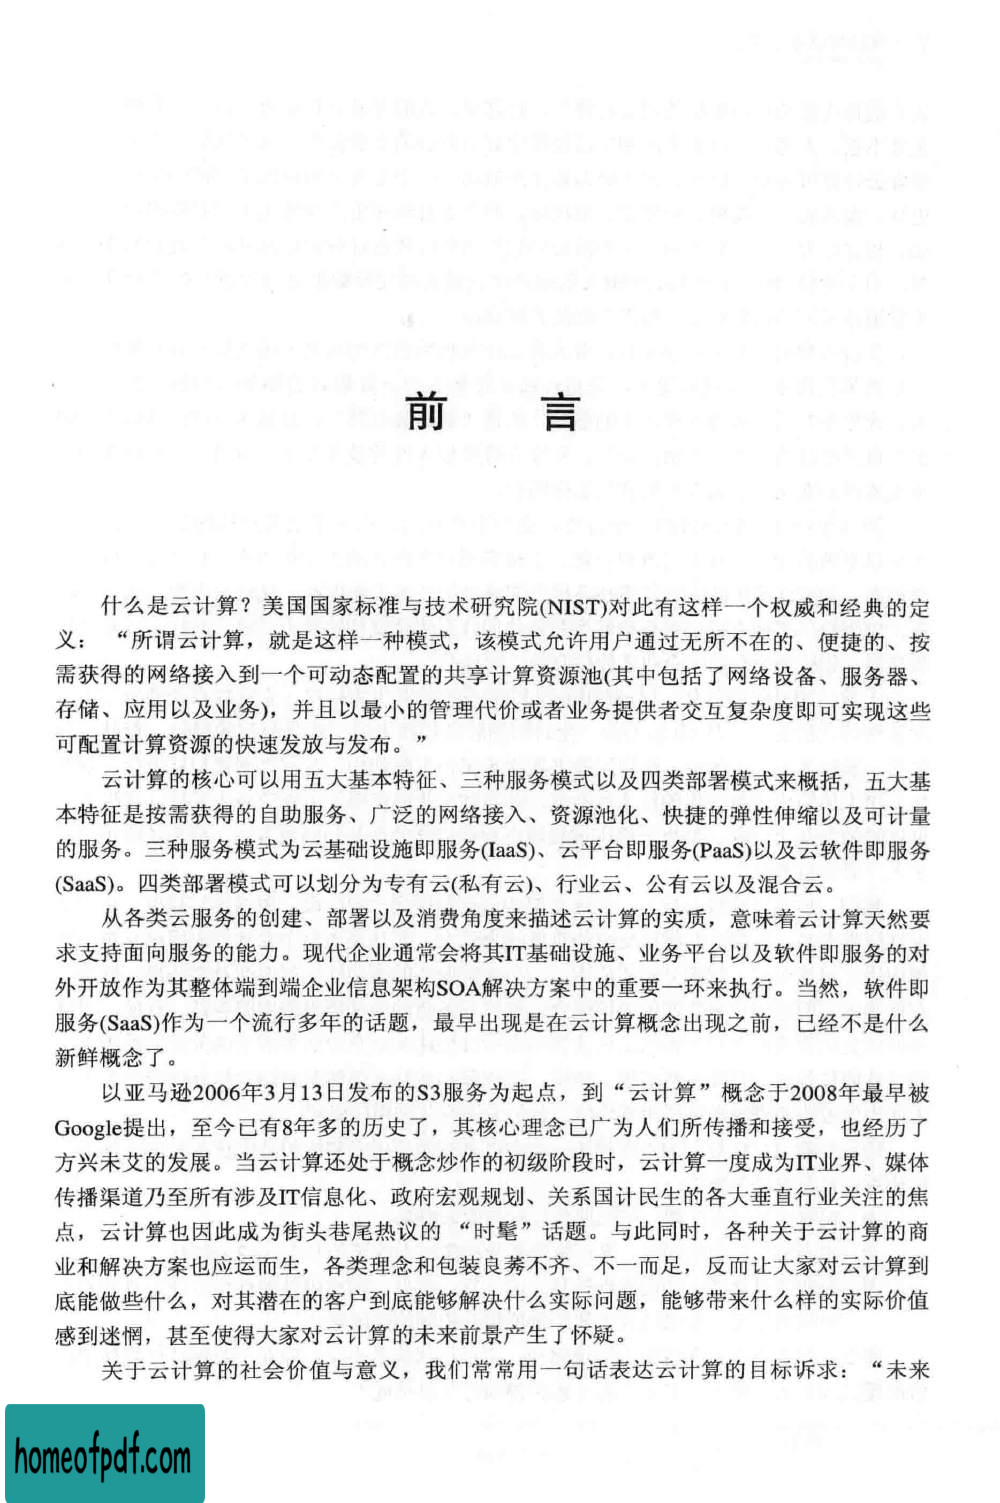 前 言
什么是云计算？美国国家标准与技术研究院(NIST)对此有这样一个权威和经典的定
义：“所谓云计算，就是这样一种模式，该模式允许用户通过无所不在的、便捷的、按
需获得的网络接入到一个可动态配置的共享计算资源池(其中包括了网络设备、服务器、
存储、应用以及业务)，并且以最小的管理代价或者业务提供者交互复杂度即可实现这些
可配置计算资源的快速发放与发布。”
云计算的核心可以用五大基本特征、三种服务模式以及四类部署模式来概括，五大基
本特征是按需获得的自助服务、广泛的网络接入、资源池化、快捷的弹性伸缩以及可计量
的服务。三种服务模式为云基础设施即服务(IaaS)、云平台即服务(PaaS)以及云软件即服务
(SaaS)。四类部署模式可以划分为专有云(私有云)、行业云、公有云以及混合云。
从各类云服务的创建、部署以及消费角度来描述云计算的实质，意味着云计算天然要
求支持面向服务的能力。现代企业通常会将其IT基础设施、业务平台以及软件即服务的对
外开放作为其整体端到端企业信息架构SOA解决方案中的重要一环来执行。当然，软件即
服务(SaaS)作为一个流行多年的话题，最早出现是在云计算概念出现之前，已经不是什么
新鲜概念了。
以亚马逊2006年3月13日发布的S3服务为起点，到“云计算”概念于2008年最早被
Google提出，至今已有8年多的历史了，其核心理念已广为人们所传播和接受，也经历了
方兴未艾的发展。当云计算还处于概念炒作的初级阶段时，云计算一度成为IT业界、媒体
传播渠道乃至所有涉及IT信息化、政府宏观规划、关系国计民生的各大垂直行业关注的焦
点，云计算也因此成为街头巷尾热议的“时髦”话题。与此同时，各种关于云计算的商
业和解决方案也应运而生，各类理念和包装良莠不齐、不一而足，反而让大家对云计算到
底能做些什么，对其潜在的客户到底能够解决什么实际问题，能够带来什么样的实际价值
感到迷惘，甚至使得大家对云计算的未来前景产生了怀疑。
关于云计算的社会价值与意义，我们常常用一句话表达云计算的目标诉求：“未来
homeofpdf.com